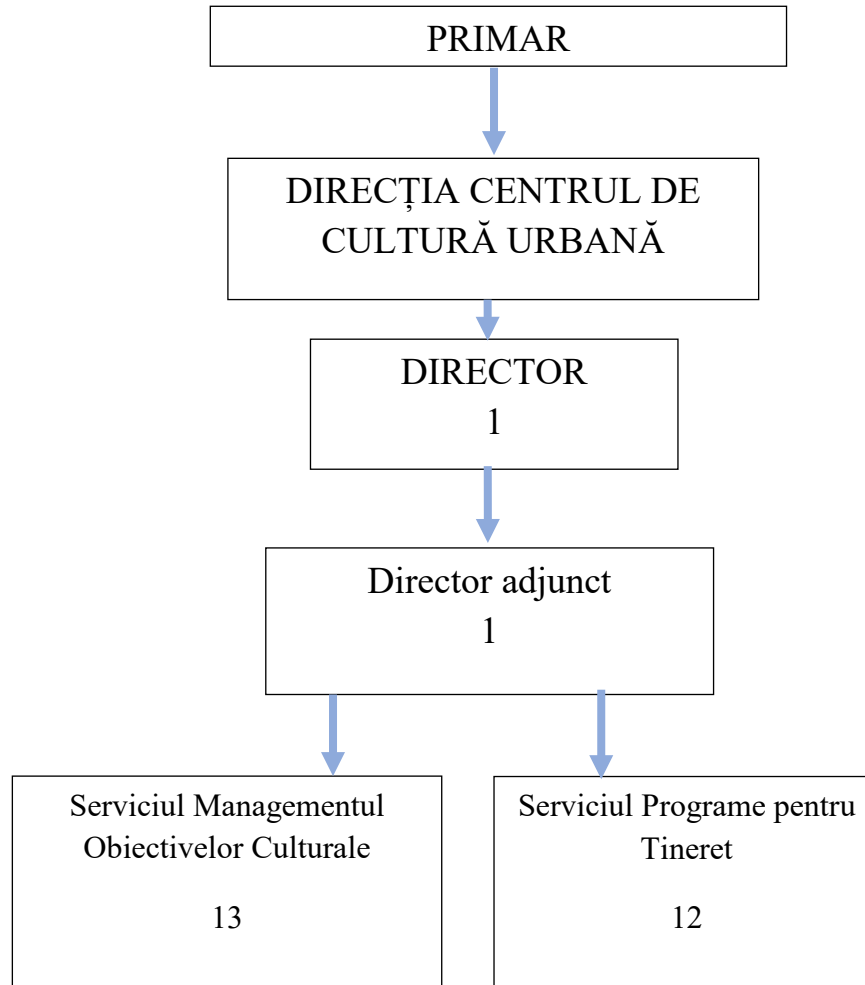 PRIMAR
DIRECȚIA CENTRUL DE
CULTURĂ URBANĂ
DIRECTOR
1
Director adjunct
1
Serviciul Managementul
Obiectivelor Culturale
13
Serviciul Programe pentru
Tineret
12